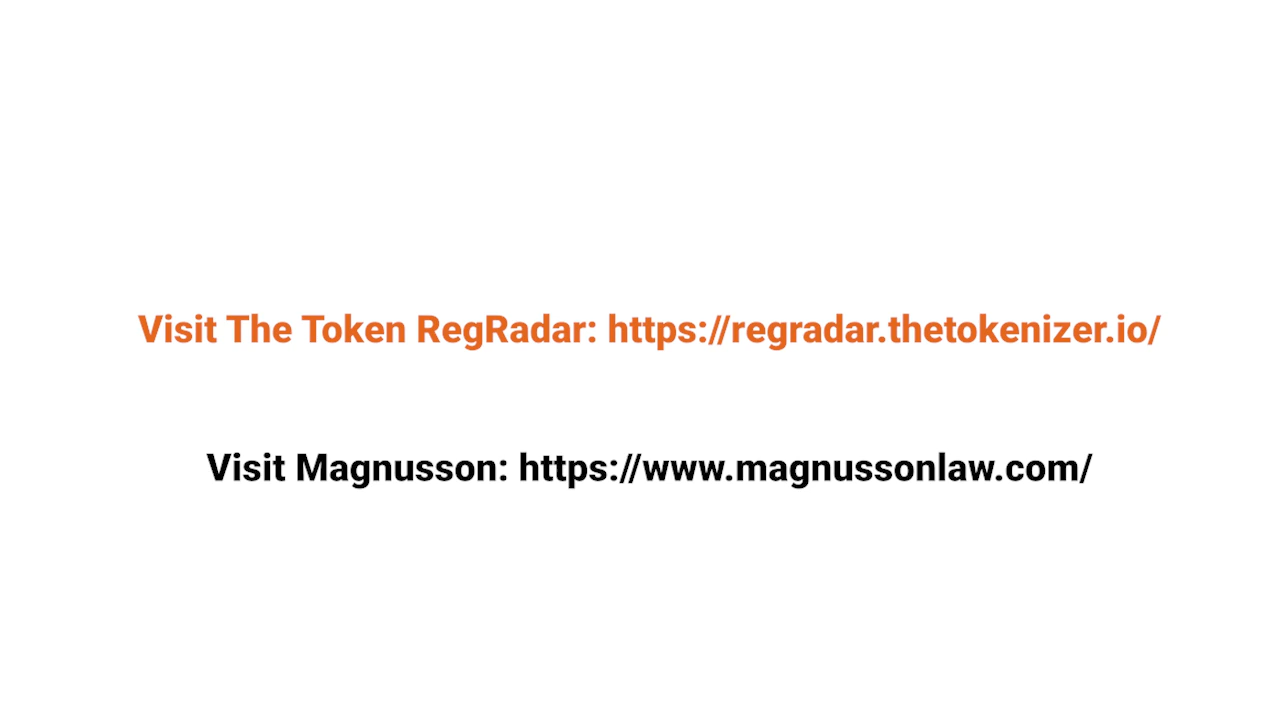 Visit The Token RegRadar: https://regradar.thetokenizer.io/
Visit Magnusson: https://www.magnussonlaw.com/